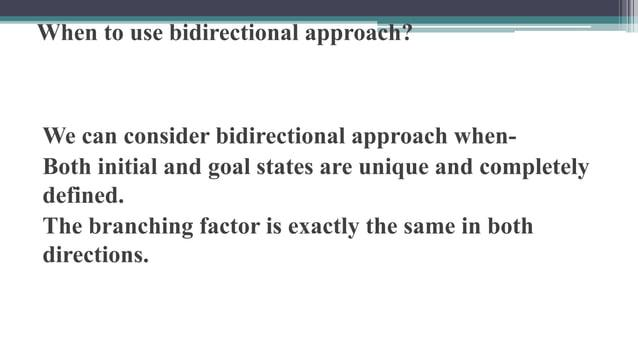 When to use bidirectional approach?
We can consider bidirectional approach when-
Both initial and goal states are unique and completely
defined.
The branching factor is exactly the same in both
directions.